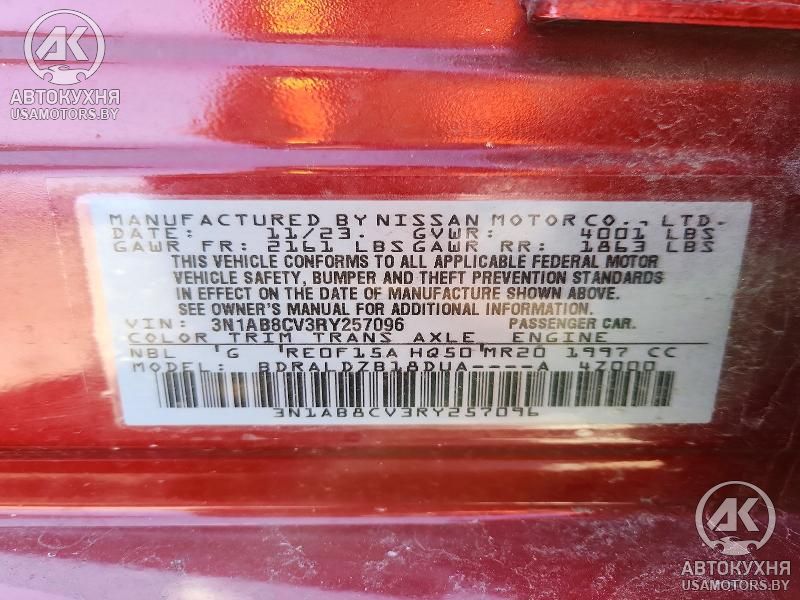 АК
АВТОКУХНЯ
USAMOTORS.BY
MANUFACTURED BY NISSAN MOTOR CO., LTD.
DATE: 11/23. GVWR: 4001 LBS
GAWR FR: 2161 LBS GAWR RR: 1863 LBS
THIS VEHICLE CONFORMS TO ALL APPLICABLE FEDERAL MOTOR
VEHICLE SAFETY, BUMPER AND THEFT PREVENTION STANDARDS
IN EFFECT ON THE DATE OF MANUFACTURE SHOWN ABOVE.
SEE OWNER'S MANUAL FOR ADDITIONAL INFORMATION.
VIN: 3N1AB8CV3RY257096 PASSENGER CAR.
COLOR TRIM TRANS AXLE ENGINE
NBL 'G 'RE0F15A HQ50 'MR20 1997 CC
MODEL: BDRALDZB18DUA----A 4Z000
3N1AB8CV3RY257096
АК
АВТОКУХНЯ
USAMOTORS.BY